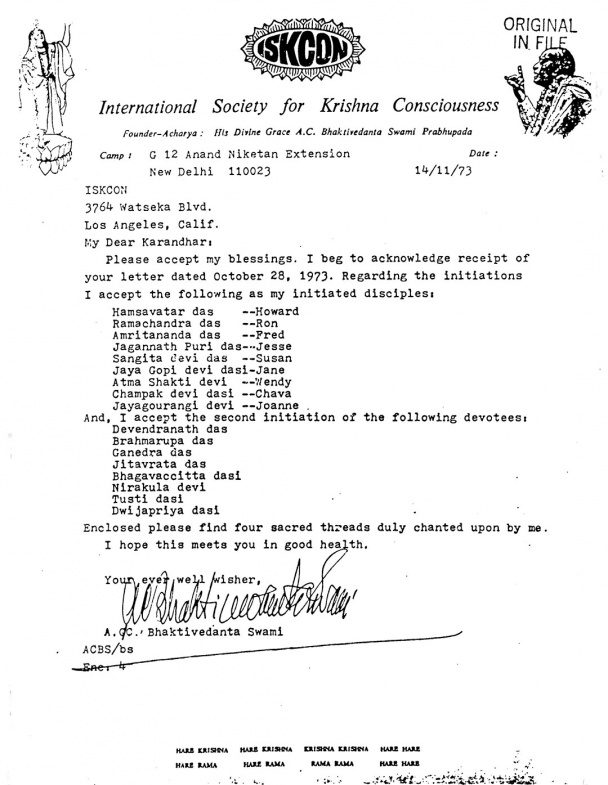 ISKCON
ORIGINAL
IN FILE
International Society for Krishna Consciousness
Founder-Acharya : His Divine Grace A.C. Bhaktivedanta Swami Prabhupada
Camp : G 12 Anand Niketan Extension Date :
New Delhi 110023 14/11/73
ISKCON
3764 Watseka Blvd.
Los Angeles, Calif.
My Dear Karandhar:
Please accept my blessings. I beg to acknowledge receipt of
your letter dated October 28, 1973. Regarding the initiations
I accept the following as my initiated disciples:
Hamsavatar das --Howard
Ramachandra das --Ron
Amritananda das --Fred
Jagannath Puri das--Jesse
Sangita devi das --Susan
Jaya Gopi devi dasi-Jane
Atma Shakti devi --Wendy
Champak devi dasi --Chava
Jayagourangi devi --Joanne
And, I accept the second initiation of the following devotees:
Devendranath das
Brahmarupa das
Ganedra das
Jitavrata das
Bhagavaccitta dasi
Nirakula devi
Tusti dasi
Dwijapriya dasi
Enclosed please find four sacred threads duly chanted upon by me.
I hope this meets you in good health.
Your ever well wisher,
A.C. Bhaktivedanta Swami
A.C. Bhaktivedanta Swami
ACBS/bs
Enc: 4
HARE KRISHNA HARE KRISHNA KRISHNA KRISHNA HARE HARE
HARE RAMA HARE RAMA RAMA RAMA HARE HARE